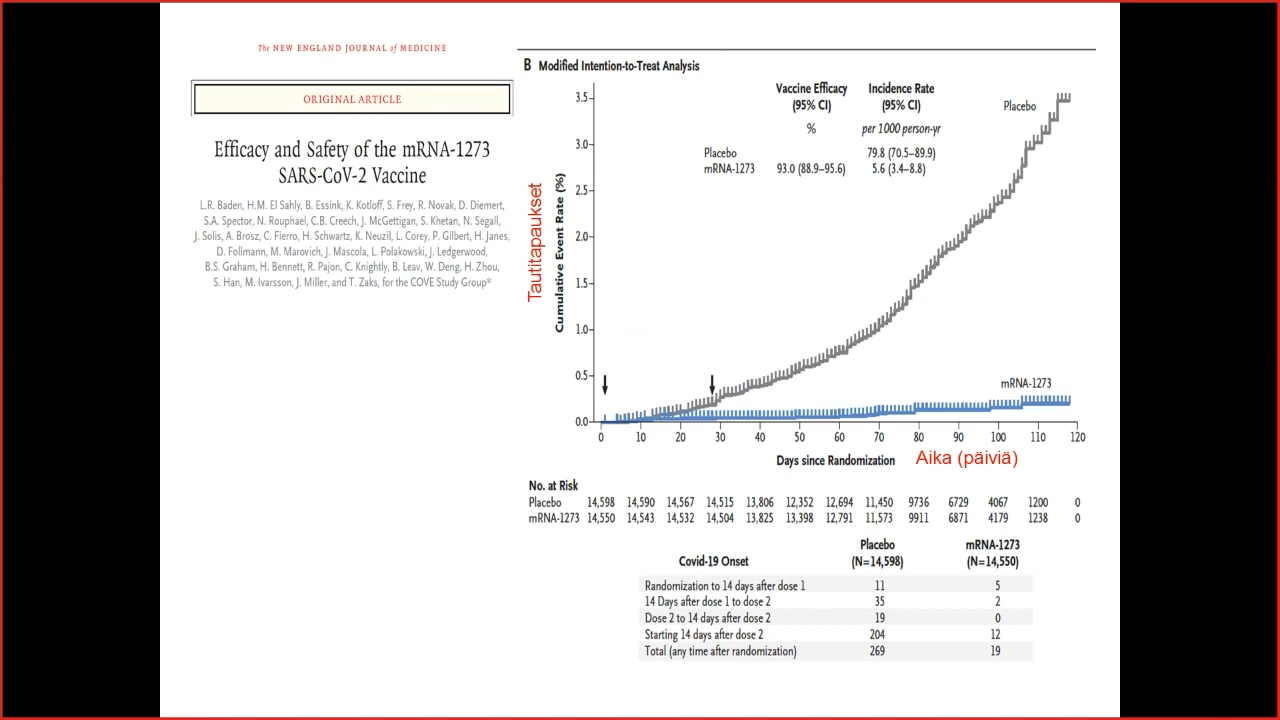 The NEW ENGLAND JOURNAL of MEDICINE
ORIGINAL ARTICLE
Efficacy and Safety of the mRNA-1273
SARS-CoV-2 Vaccine
L.R. Baden, H.M. El Sahly, B. Essink, K. Kotloff, S. Frey, R. Novak, D. Diemert,
S.A. Spector, N. Rouphael, C.B. Creech, J. McGettigan, S. Khetan, N. Segall,
J. Solis, A. Brosz, C. Fierro, H. Schwartz, K. Neuzil, L. Corey, P. Gilbert, H. Janes,
D. Follmann, M. Marovich, J. Mascola, L. Polakowski, J. Ledgerwood,
B.S. Graham, H. Bennett, R. Pajon, C. Knightly, B. Leav, W. Deng, H. Zhou,
S. Han, M. Ivarsson, J. Miller, and T. Zaks, for the COVE Study Group*
B Modified Intention-to-Treat Analysis
Vaccine Efficacy Incidence Rate
(95% CI) (95% CI)
% per 1000 person-yr
Placebo 79.8 (70.5–89.9)
mRNA-1273 93.0 (88.9–95.6) 5.6 (3.4–8.8)
Placebo
mRNA-1273
Tautitapaukset
Cumulative Event Rate (%)
3.5
3.0
2.5
2.0
1.5
1.0
0.5
0.0
0 10 20 30 40 50 60 70 80 90 100 110 120
Days since Randomization Aika (päiviä)
No. at Risk
Placebo 14,598 14,590 14,567 14,515 13,806 12,352 12,694 11,450 9736 6729 4067 1200 0
mRNA-1273 14,550 14,543 14,532 14,504 13,825 13,398 12,791 11,573 9911 6871 4179 1238 0
Covid-19 Onset Placebo (N=14,598) mRNA-1273 (N=14,550)
Randomization to 14 days after dose 1 11 5
14 Days after dose 1 to dose 2 35 2
Dose 2 to 14 days after dose 2 19 0
Starting 14 days after dose 2 204 12
Total (any time after randomization) 269 19